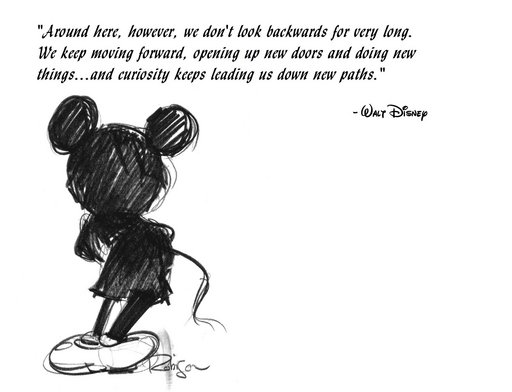 "Around here, however, we don't look backwards for very long.
We keep moving forward, opening up new doors and doing new
things...and curiosity keeps leading us down new paths."
- Walt Disney
Robinson